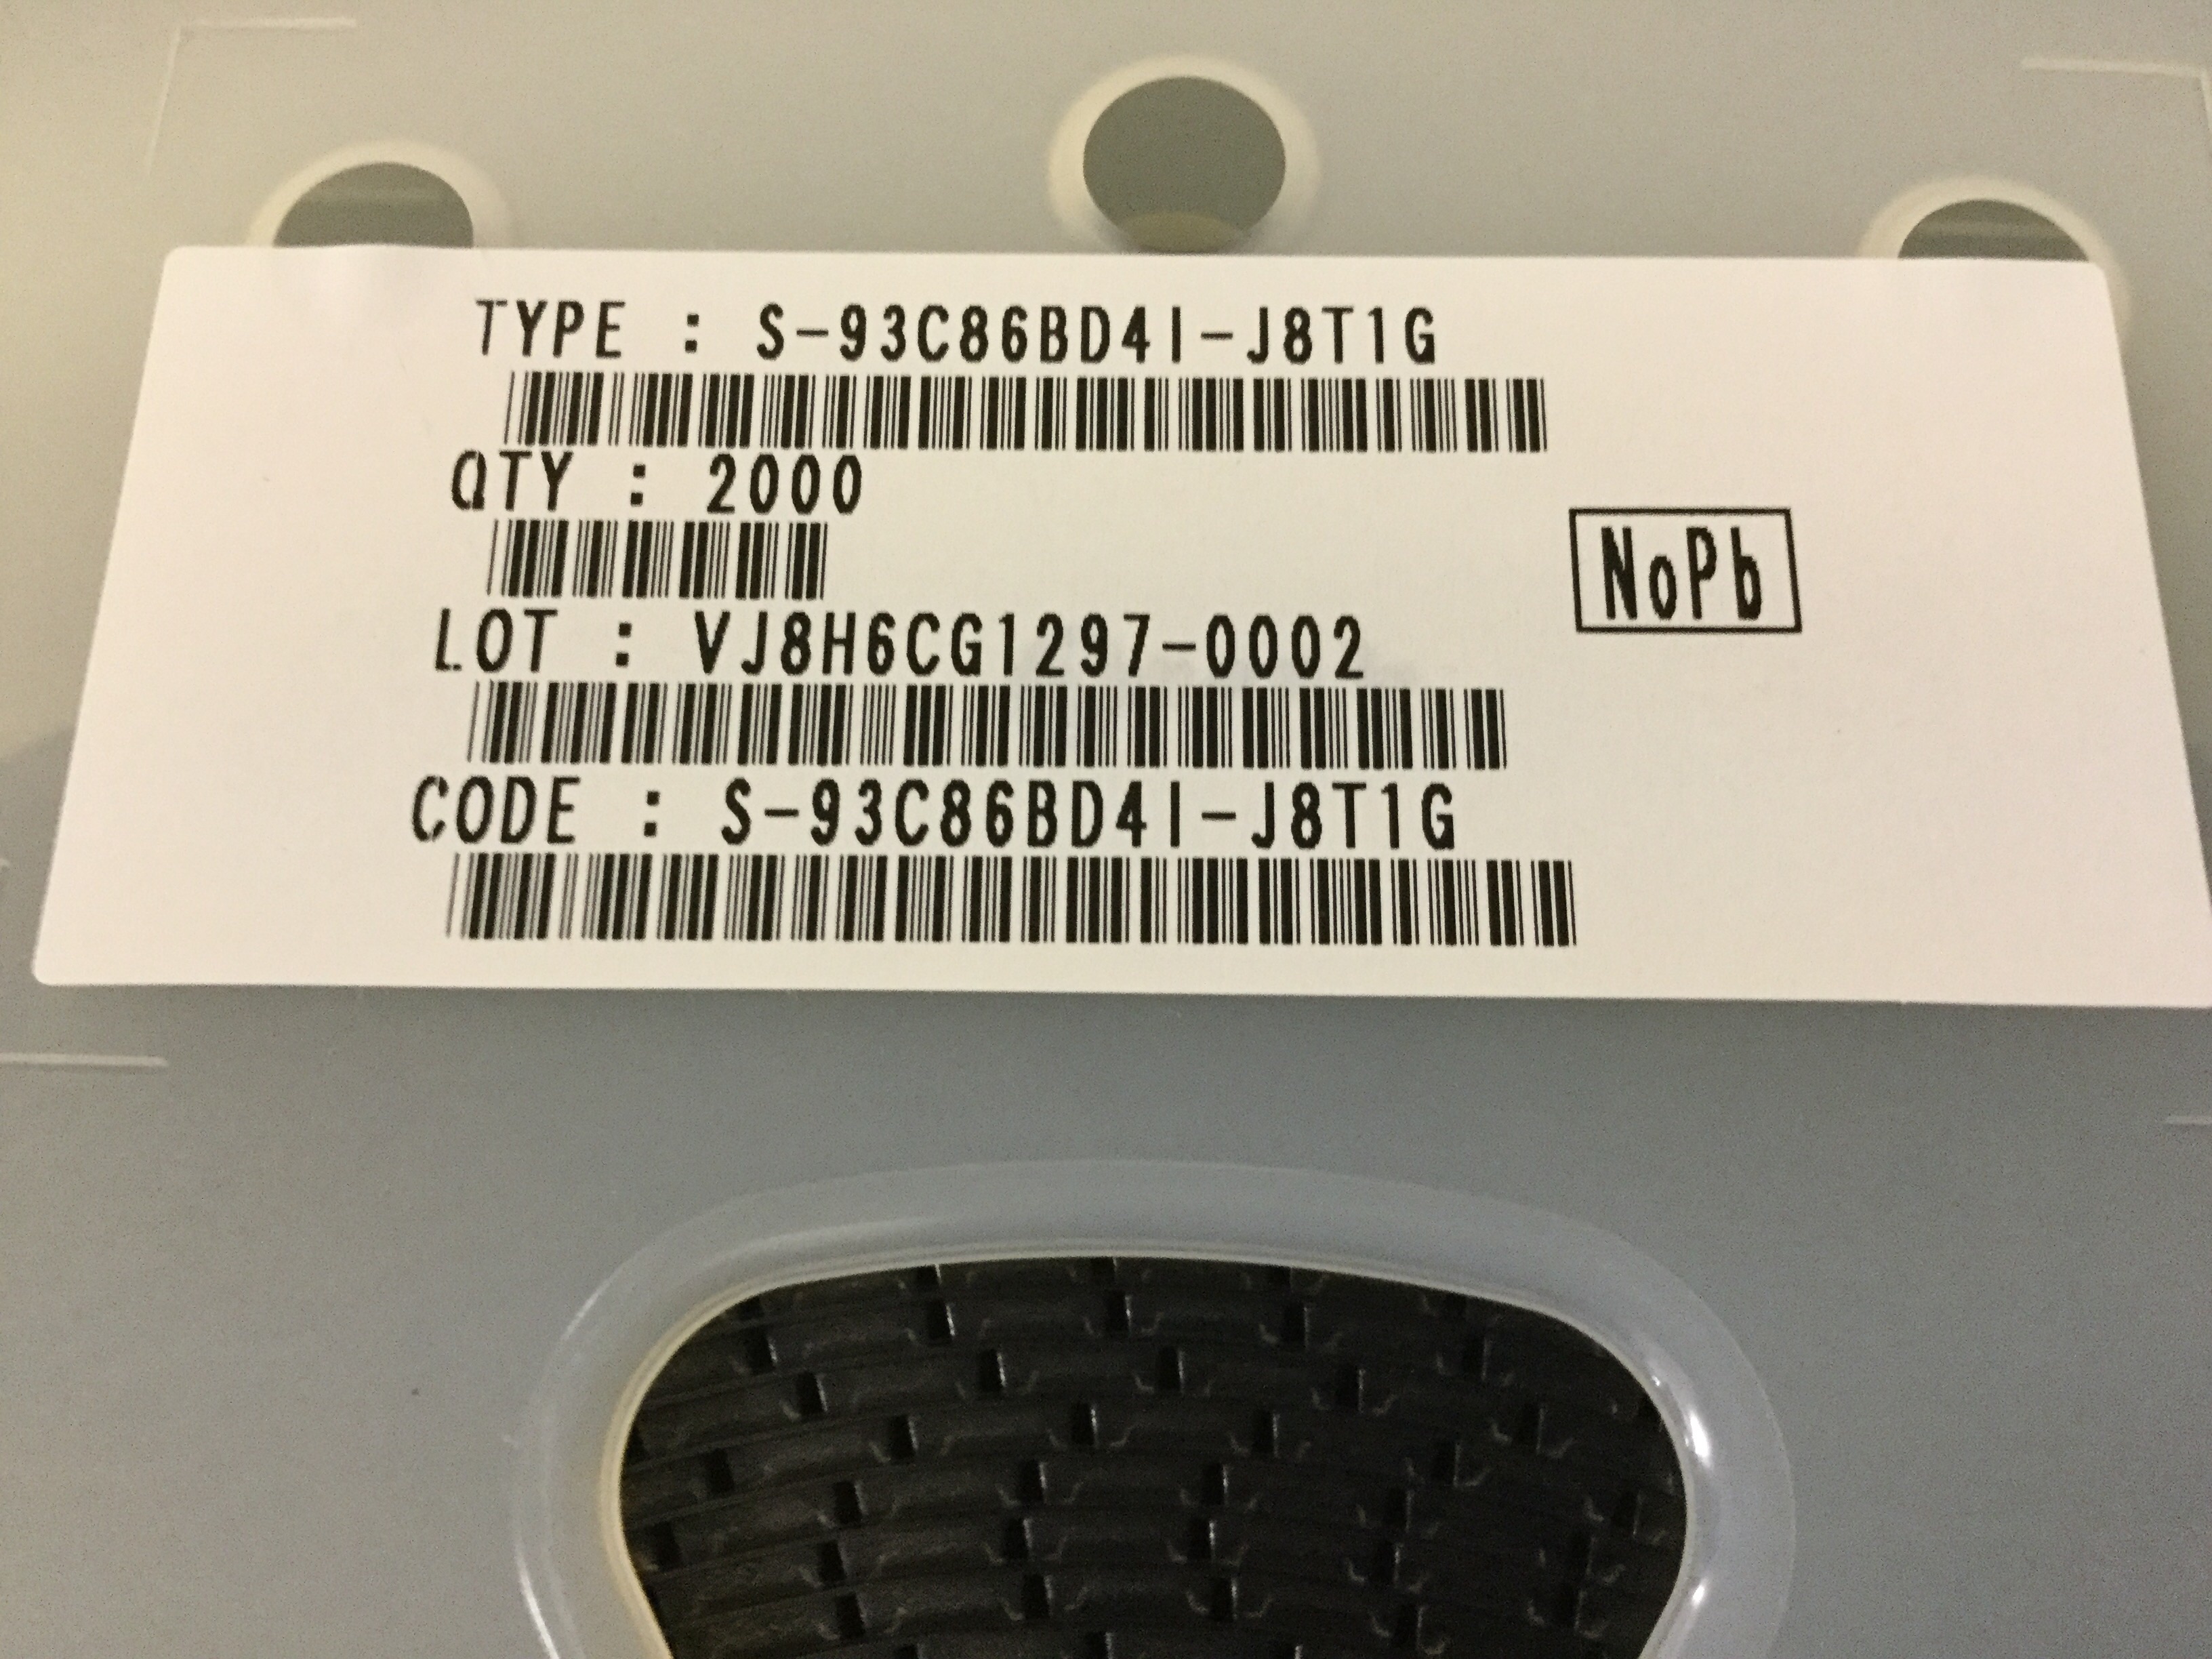 TYPE : S-93C86BD4I-J8T1G
QTY : 2000
NoPb
LOT : VJ8H6CG1297-0002
CODE : S-93C86BD4I-J8T1G